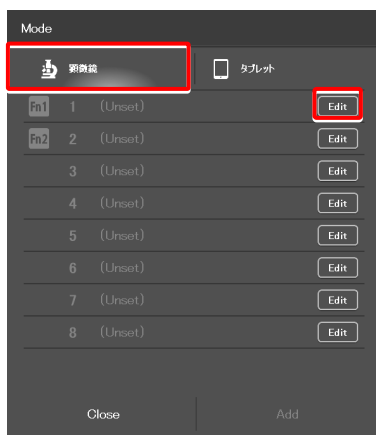 Mode
顕微鏡 タブレット
Fn1 1 (Unset) Edit
Fn2 2 (Unset) Edit
3 (Unset) Edit
4 (Unset) Edit
5 (Unset) Edit
6 (Unset) Edit
7 (Unset) Edit
8 (Unset) Edit
Close Add